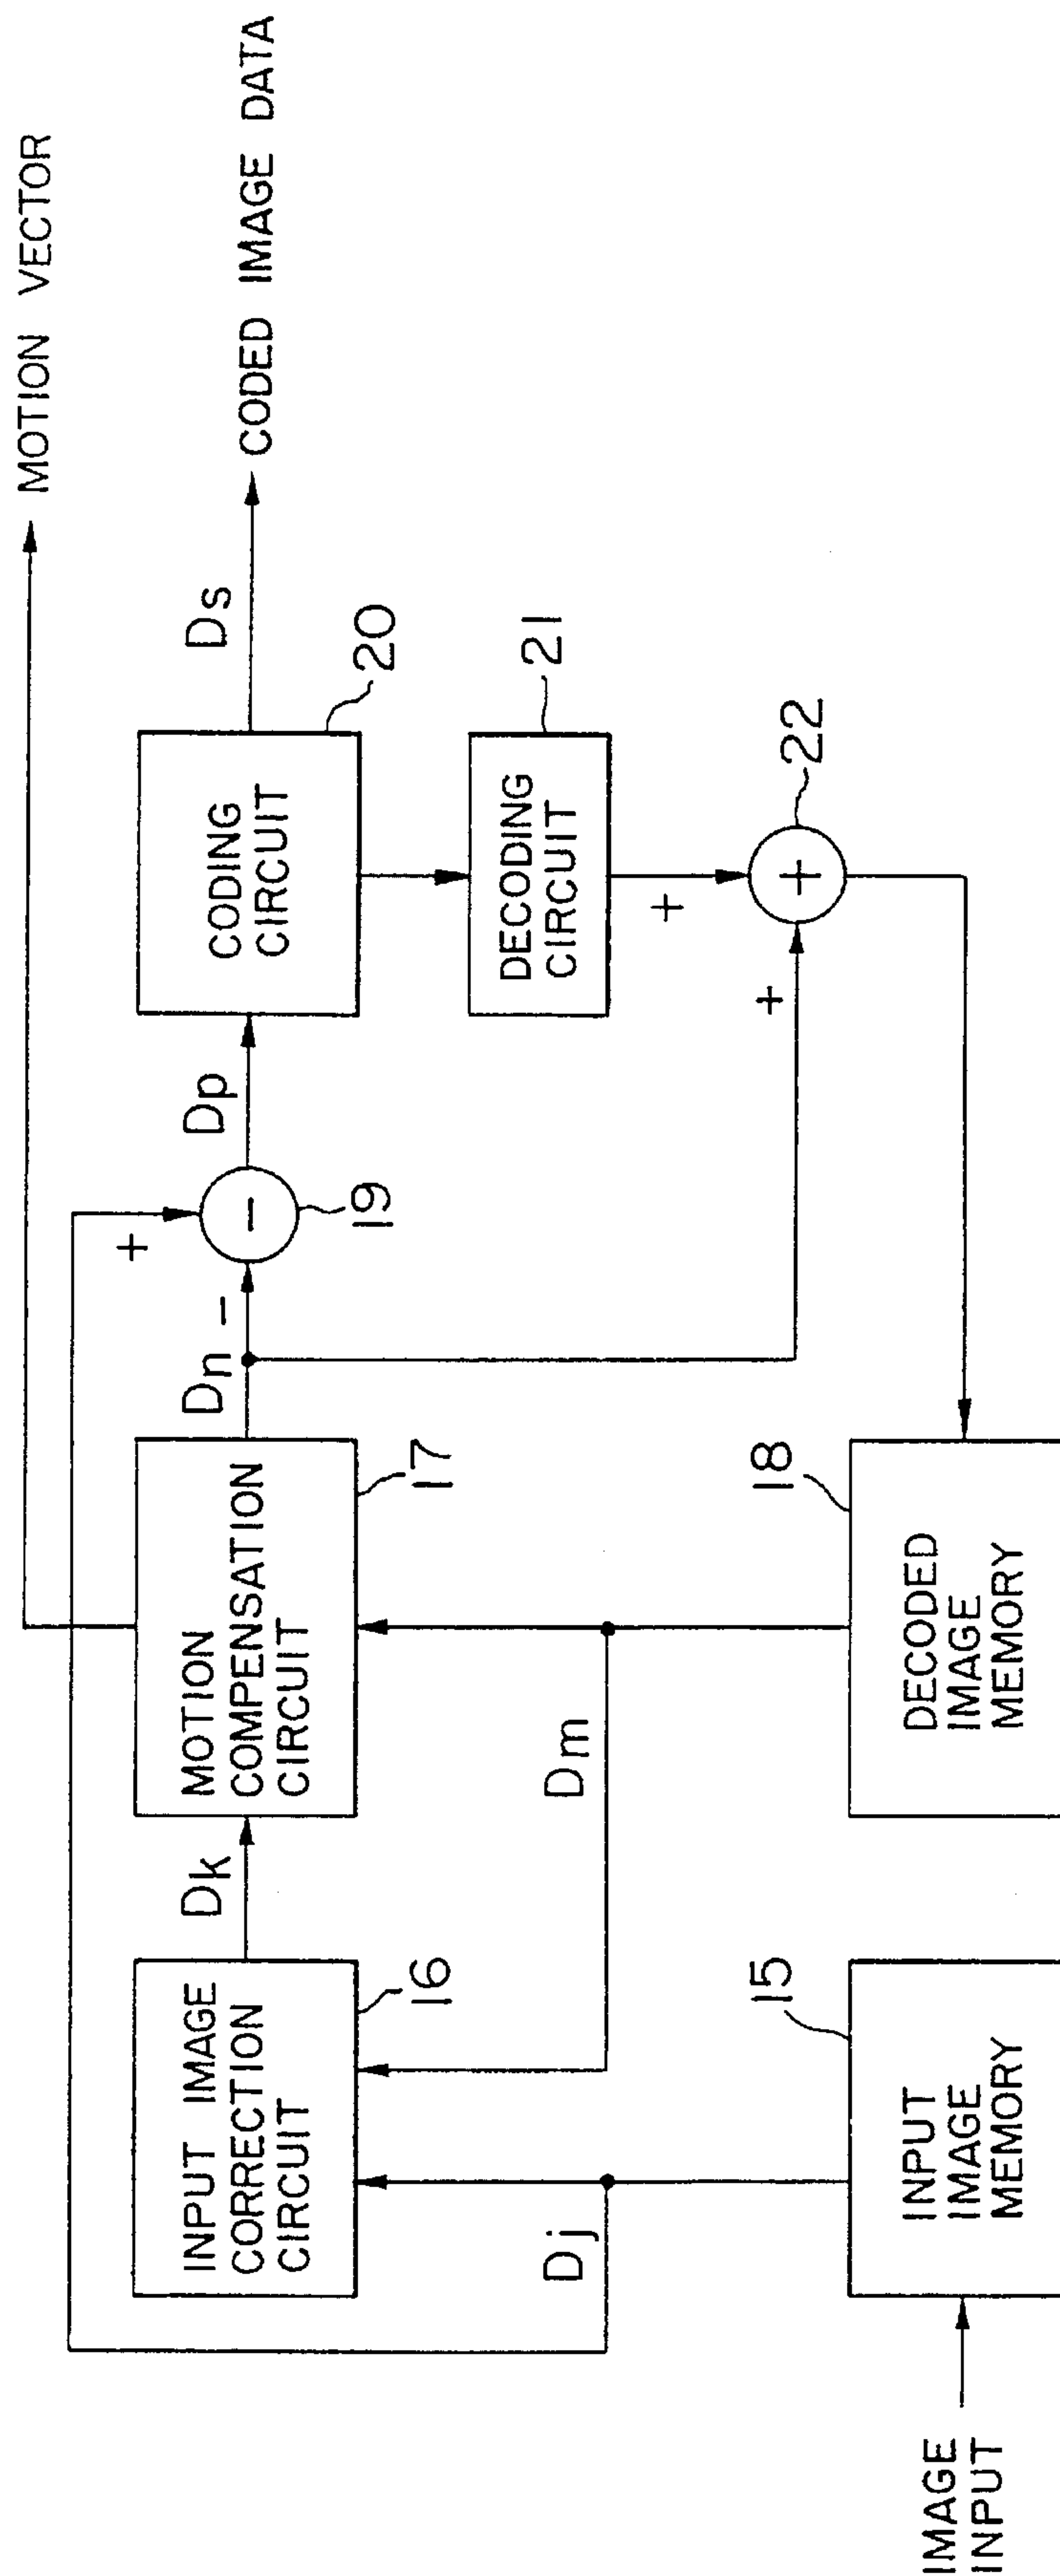 MOTION VECTOR
CODED IMAGE DATA
Ds
Dp
Dn
Dk
+
−
−
INPUT IMAGE
CORRECTION
CIRCUIT
16
MOTION
COMPENSATION
CIRCUIT
17
19
CODING
CIRCUIT
20
DECODING
CIRCUIT
21
Dj
Dm
+
+
+
22
INPUT
IMAGE
MEMORY
15
DECODED
IMAGE
MEMORY
18
IMAGE
INPUT